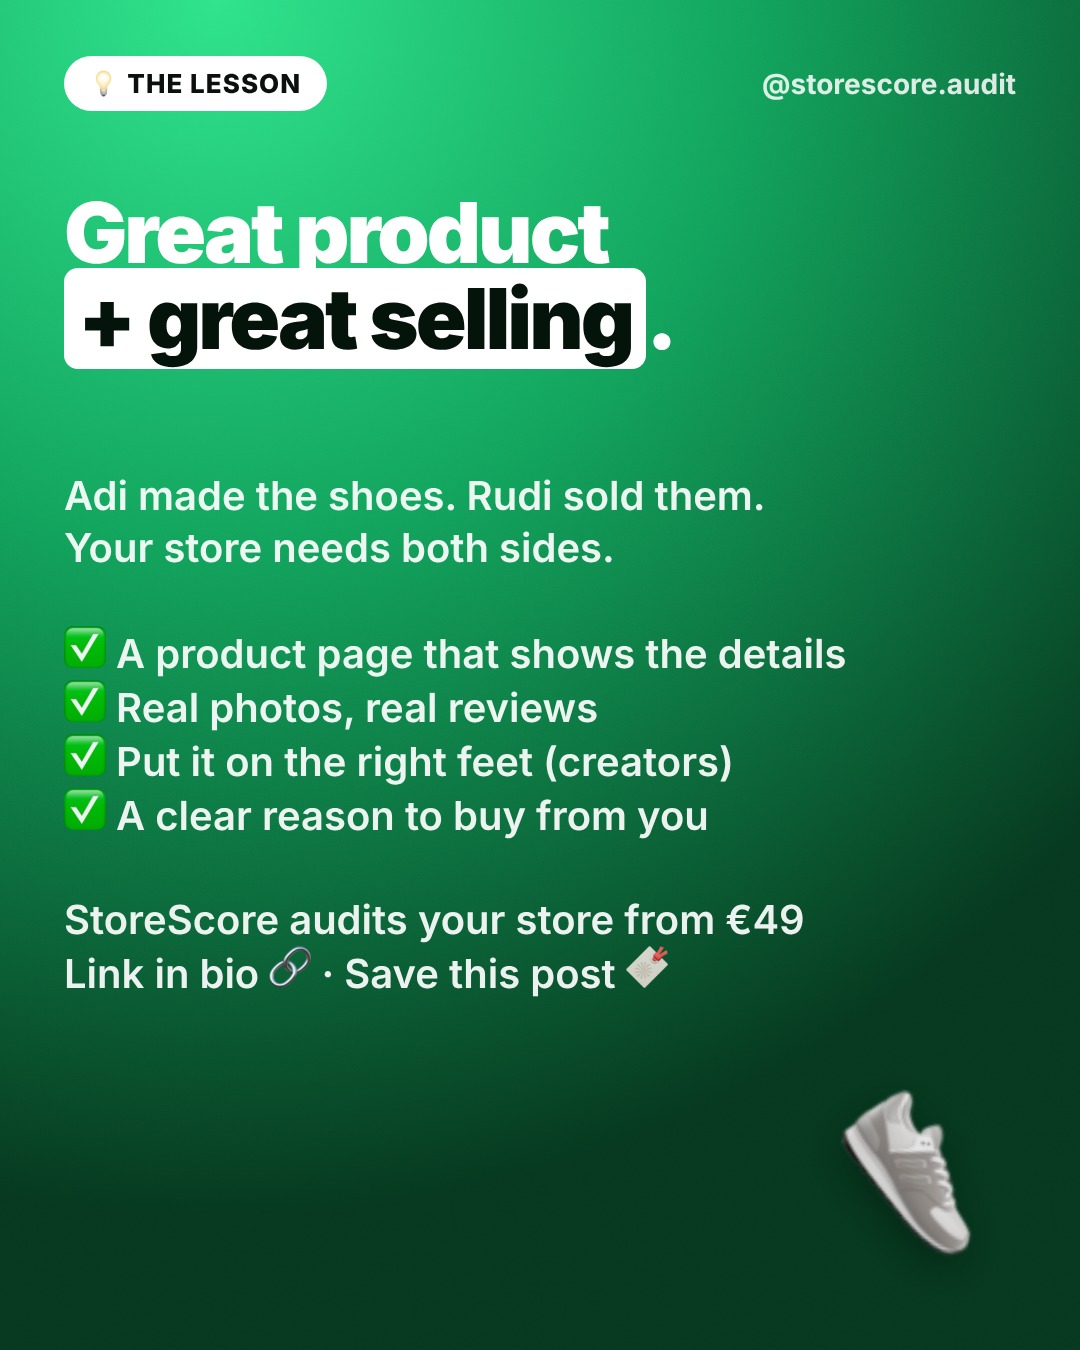 💡 THE LESSON
@storescore.audit
Great product
+ great selling.
Adi made the shoes. Rudi sold them.
Your store needs both sides.
✅ A product page that shows the details
✅ Real photos, real reviews
✅ Put it on the right feet (creators)
✅ A clear reason to buy from you
StoreScore audits your store from €49
Link in bio 🔗 · Save this post 🔖